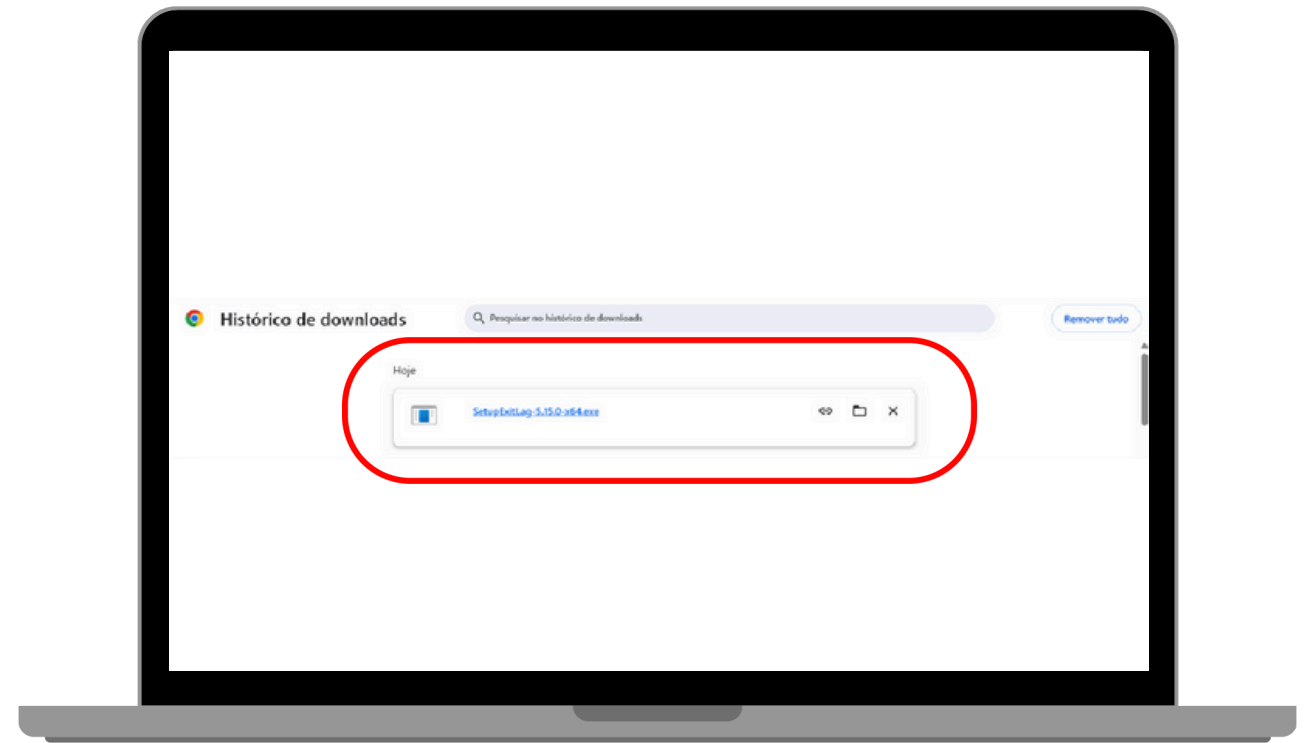 Histórico de downloads
Pesquisar no histórico de downloads
Remover tudo
Hoje
SetupExitLag-5.15.0-x64.exe